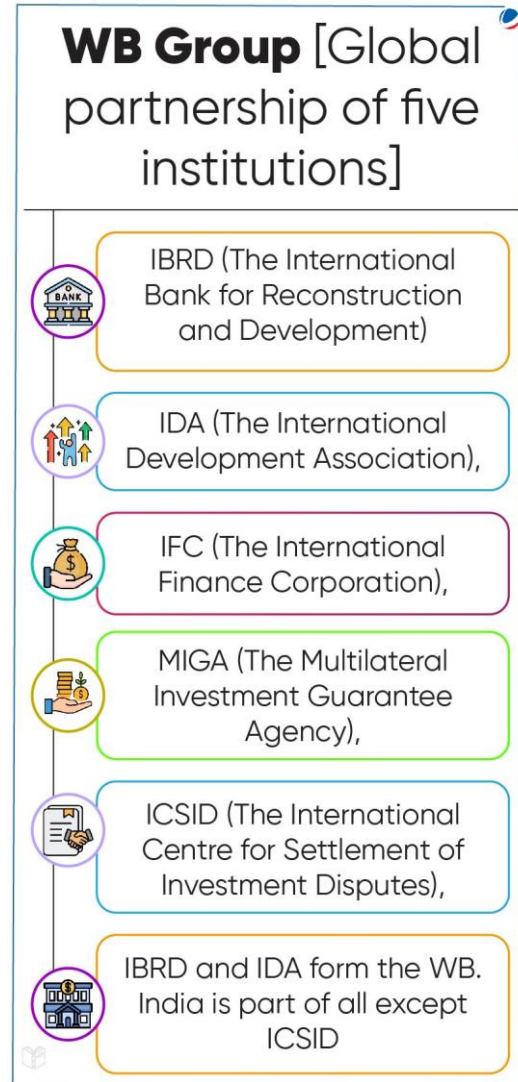 WB Group [Global
partnership of five
institutions]
BANK
IBRD (The International
Bank for Reconstruction
and Development)
IDA (The International
Development Association),
$
IFC (The International
Finance Corporation),
$
MIGA (The Multilateral
Investment Guarantee
Agency),
ICSID (The International
Centre for Settlement of
Investment Disputes),
$
IBRD and IDA form the WB.
India is part of all except
ICSID